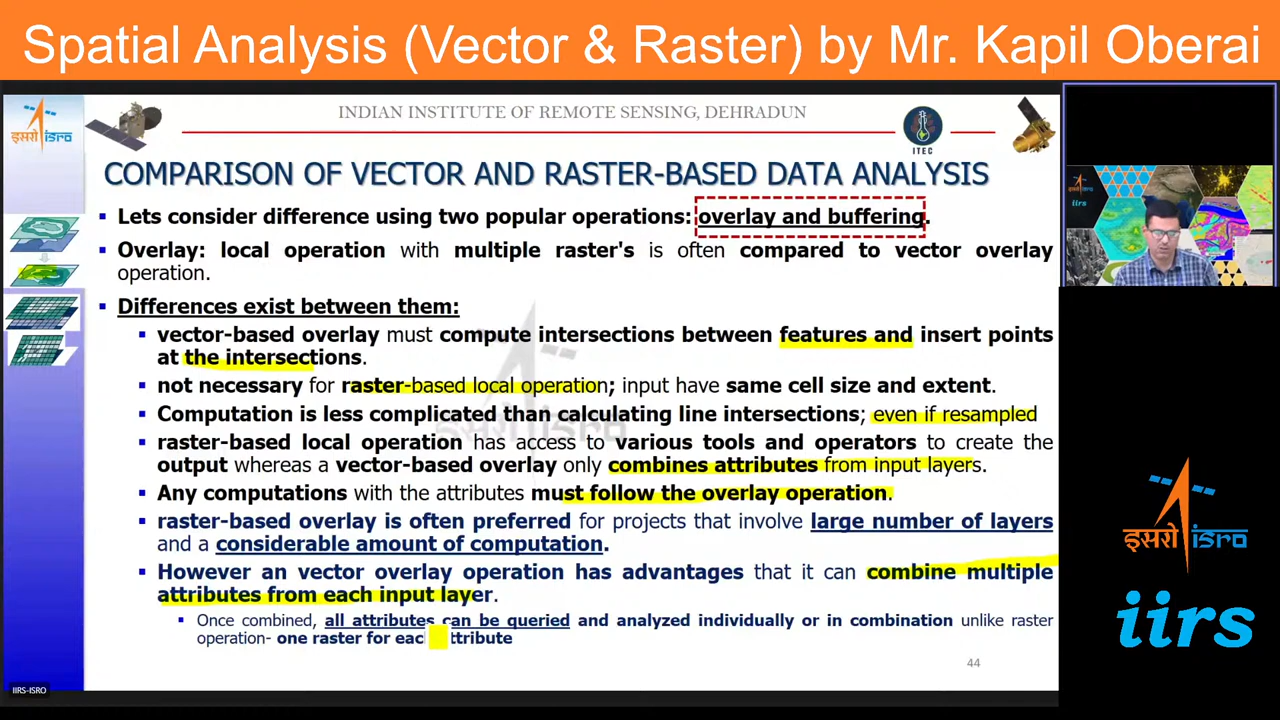 Spatial Analysis (Vector & Raster) by Mr. Kapil Oberai
इसरो isro
INDIAN INSTITUTE OF REMOTE SENSING, DEHRADUN
ITEC
COMPARISON OF VECTOR AND RASTER-BASED DATA ANALYSIS
▪ Lets consider difference using two popular operations: overlay and buffering.
▪ Overlay: local operation with multiple raster's is often compared to vector overlay
operation.
▪ Differences exist between them:
▪ vector-based overlay must compute intersections between features and insert points
at the intersections.
▪ not necessary for raster-based local operation; input have same cell size and extent.
▪ Computation is less complicated than calculating line intersections; even if resampled
▪ raster-based local operation has access to various tools and operators to create the
output whereas a vector-based overlay only combines attributes from input layers.
▪ Any computations with the attributes must follow the overlay operation.
▪ raster-based overlay is often preferred for projects that involve large number of layers
and a considerable amount of computation.
▪ However an vector overlay operation has advantages that it can combine multiple
attributes from each input layer.
▪ Once combined, all attributes can be queried and analyzed individually or in combination unlike raster
operation- one raster for each attribute
44
IIRS-ISRO
iirs
इसरो isro
iirs